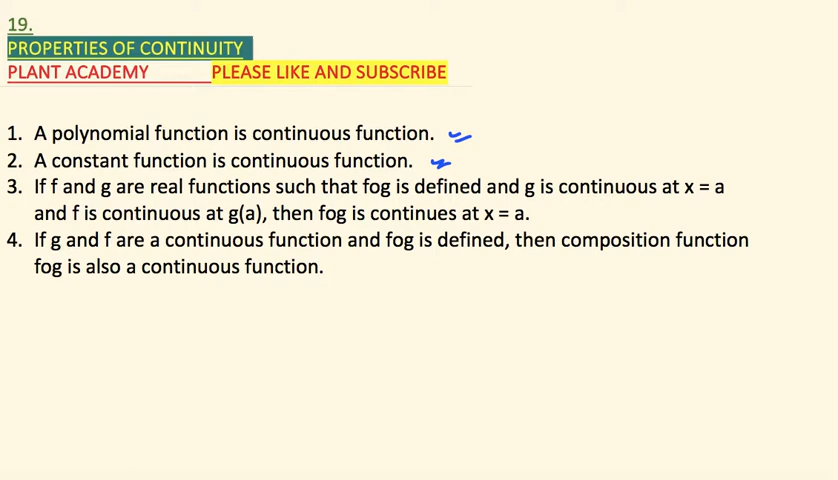 19.
PROPERTIES OF CONTINUITY
PLANT ACADEMY PLEASE LIKE AND SUBSCRIBE
1. A polynomial function is continuous function.
2. A constant function is continuous function.
3. If f and g are real functions such that fog is defined and g is continuous at x = a
and f is continuous at g(a), then fog is continues at x = a.
4. If g and f are a continuous function and fog is defined, then composition function
fog is also a continuous function.